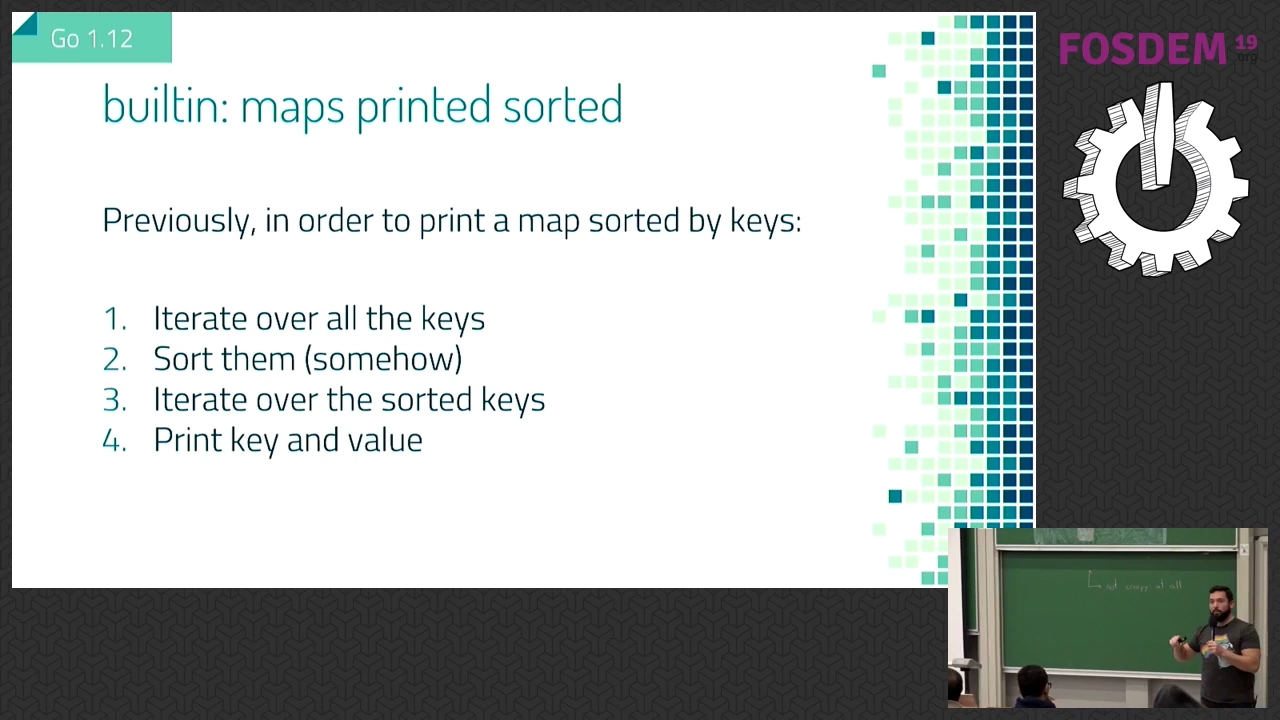 Go 1.12
builtin: maps printed sorted
Previously, in order to print a map sorted by keys:
1. Iterate over all the keys
2. Sort them (somehow)
3. Iterate over the sorted keys
4. Print key and value
FOSDEM 19
.org
at all